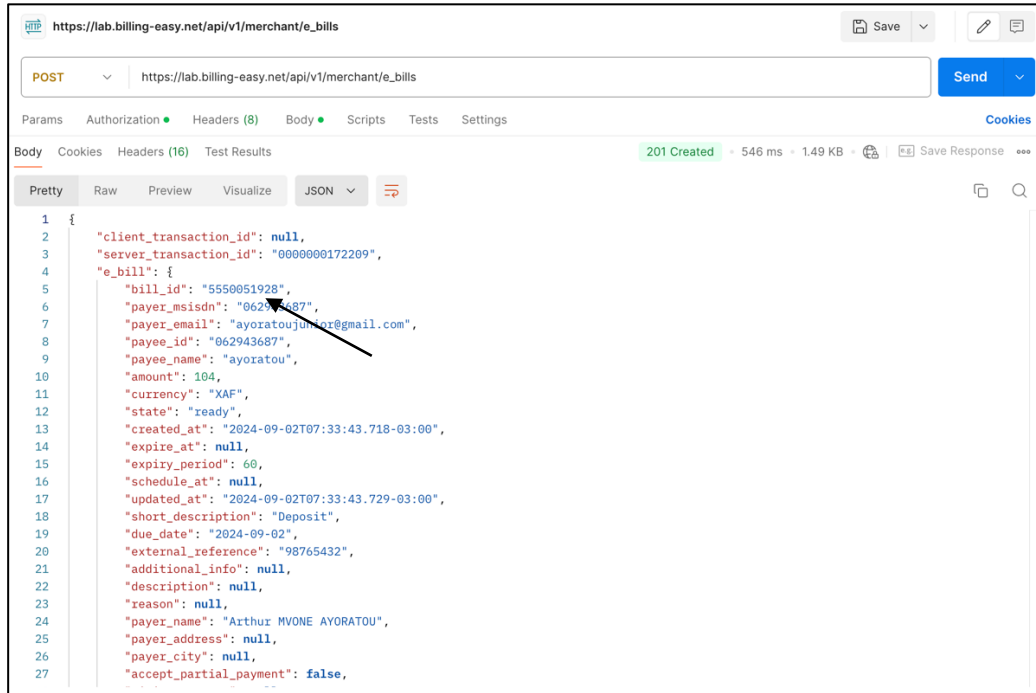 HTTP https://lab.billing-easy.net/api/v1/merchant/e_bills Save
POST https://lab.billing-easy.net/api/v1/merchant/e_bills Send
Params Authorization Headers (8) Body Scripts Tests Settings Cookies
Body Cookies Headers (16) Test Results 201 Created 546 ms 1.49 KB e.g. Save Response
Pretty Raw Preview Visualize JSON
1 {
2 "client_transaction_id": null,
3 "server_transaction_id": "0000000172209",
4 "e_bill": {
5 "bill_id": "5550051928",
6 "payer_msisdn": "062943687",
7 "payer_email": "ayoratoujunior@gmail.com",
8 "payee_id": "062943687",
9 "payee_name": "ayoratou",
10 "amount": 104,
11 "currency": "XAF",
12 "state": "ready",
13 "created_at": "2024-09-02T07:33:43.718-03:00",
14 "expire_at": null,
15 "expiry_period": 60,
16 "schedule_at": null,
17 "updated_at": "2024-09-02T07:33:43.729-03:00",
18 "short_description": "Deposit",
19 "due_date": "2024-09-02",
20 "external_reference": "98765432",
21 "additional_info": null,
22 "description": null,
23 "reason": null,
24 "payer_name": "Arthur MVONE AYORATOU",
25 "payer_address": null,
26 "payer_city": null,
27 "accept_partial_payment": false,